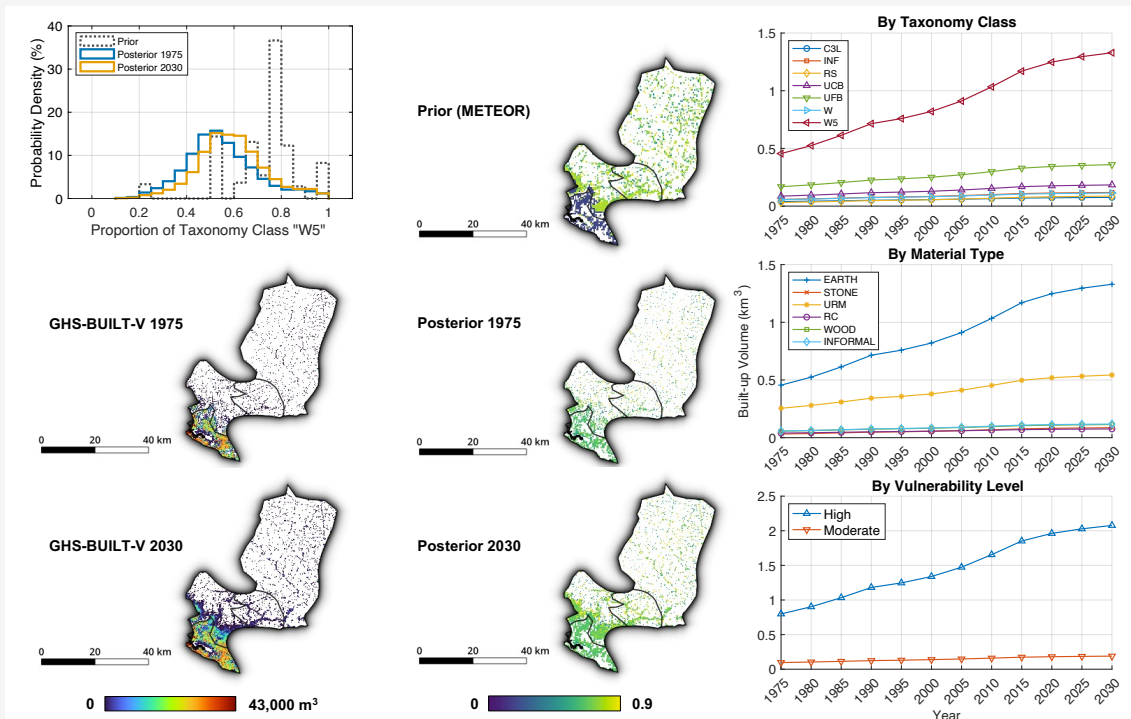 40
30
20
10
0
Probability Density (%)
Prior
Posterior 1975
Posterior 2030
0
0.2
0.4
0.6
0.8
1
Proportion of Taxonomy Class "W5"
Prior (METEOR)
0 20 40 km
GHS-BUILT-V 1975
0 20 40 km
Posterior 1975
0 20 40 km
GHS-BUILT-V 2030
0 20 40 km
Posterior 2030
0 20 40 km
0 43,000 m³
0 0.9
By Taxonomy Class
1.5
1
0.5
0
C3L
INF
RS
UCB
UFB
W
W5
1975 1980 1985 1990 1995 2000 2005 2010 2015 2020 2025 2030
By Material Type
1.5
1
0.5
0
Built-up Volume (km³)
EARTH
STONE
URM
RC
WOOD
INFORMAL
1975 1980 1985 1990 1995 2000 2005 2010 2015 2020 2025 2030
By Vulnerability Level
2.5
2
1.5
1
0.5
0
High
Moderate
1975 1980 1985 1990 1995 2000 2005 2010 2015 2020 2025 2030
Year